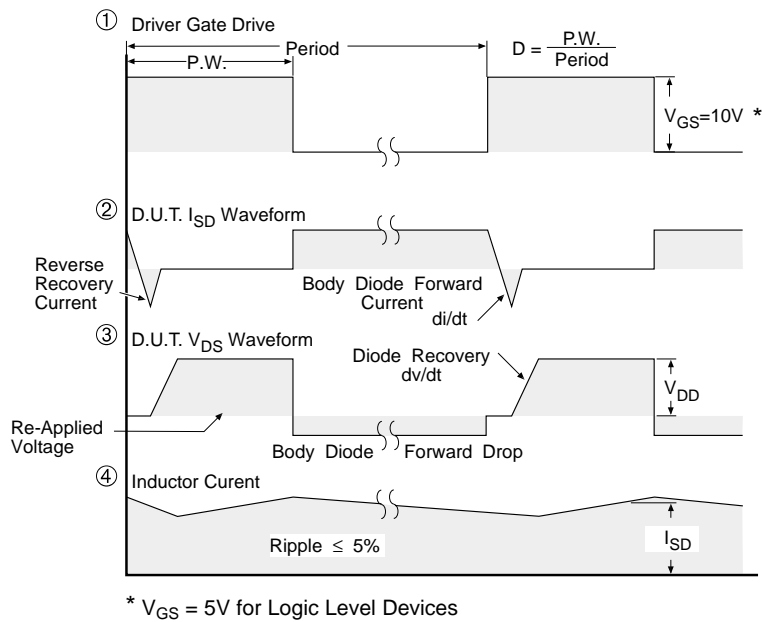 ① Driver Gate Drive
P.W.
Period
D = P.W. / Period
V_GS=10V *
② D.U.T. I_SD Waveform
Reverse
Recovery
Current
Body Diode Forward
Current
di/dt
③ D.U.T. V_DS Waveform
Diode Recovery
dv/dt
V_DD
Re-Applied
Voltage
Body Diode Forward Drop
④ Inductor Curent
Ripple ≤ 5%
I_SD
* V_GS = 5V for Logic Level Devices